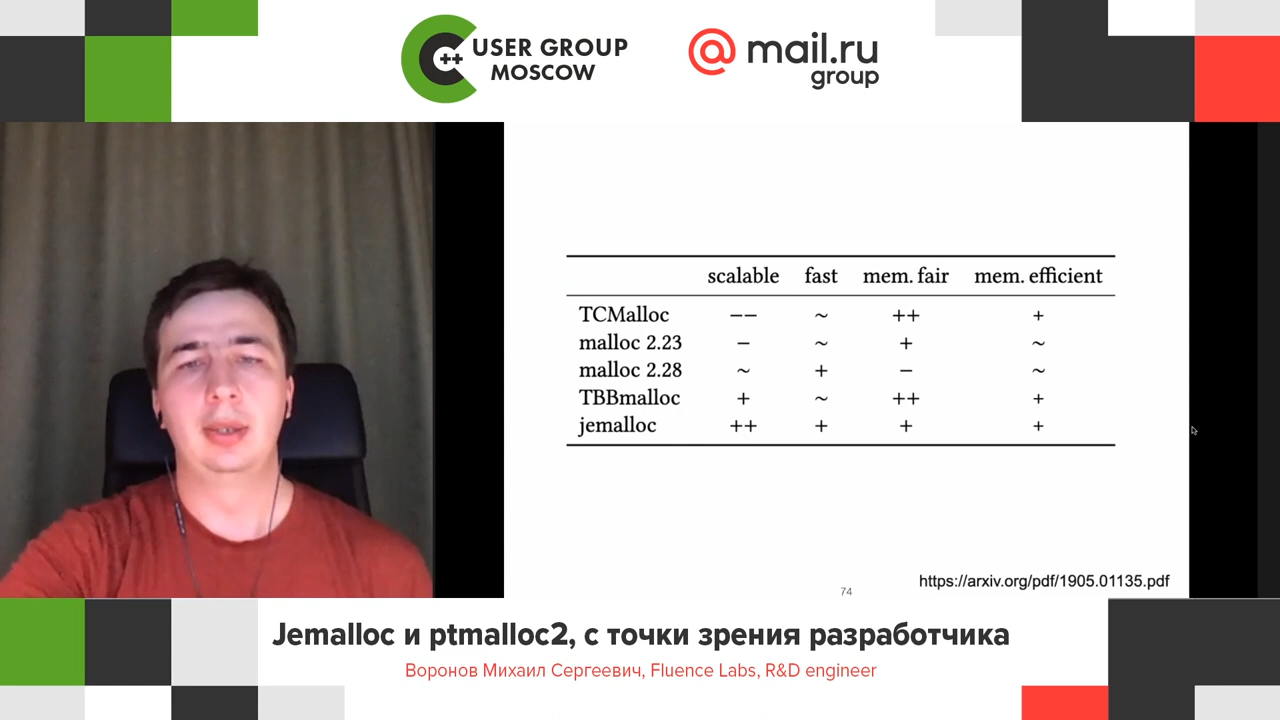 C++ USER GROUP
MOSCOW
@mail.ru
group
scalable fast mem. fair mem. efficient
TCMalloc −− ~ ++ +
malloc 2.23 − ~ + ~
malloc 2.28 ~ + − ~
TBBmalloc + ~ ++ +
jemalloc ++ + + +
https://arxiv.org/pdf/1905.01135.pdf
74
Jemalloc и ptmalloc2, с точки зрения разработчика
Воронов Михаил Сергеевич, Fluence Labs, R&D engineer